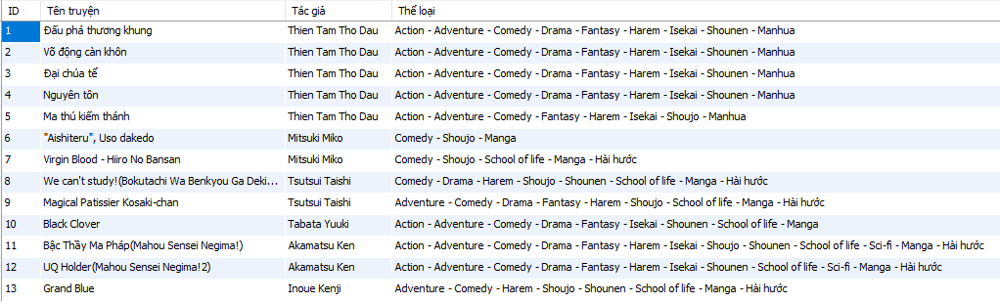 ID Tên truyện Tác giả Thể loại
1 Đấu phá thương khung Thien Tam Tho Dau Action - Adventure - Comedy - Drama - Fantasy - Harem - Isekai - Shounen - Manhua
2 Võ động càn khôn Thien Tam Tho Dau Action - Adventure - Comedy - Drama - Fantasy - Harem - Isekai - Shounen - Manhua
3 Đại chúa tể Thien Tam Tho Dau Action - Adventure - Comedy - Drama - Fantasy - Harem - Isekai - Shounen - Manhua
4 Nguyên tôn Thien Tam Tho Dau Action - Adventure - Comedy - Drama - Fantasy - Harem - Isekai - Shounen - Manhua
5 Ma thú kiếm thánh Thien Tam Tho Dau Action - Adventure - Comedy - Fantasy - Harem - Isekai - Shoujo - Manhua
6 "Aishiteru", Uso dakedo Mitsuki Miko Comedy - Shoujo - Manga
7 Virgin Blood - Hiiro No Bansan Mitsuki Miko Comedy - Shoujo - School of life - Manga - Hài hước
8 We can't study!(Bokutachi Wa Benkyou Ga Deki... Tsutsui Taishi Comedy - Drama - Harem - Shoujo - Shounen - School of life - Manga - Hài hước
9 Magical Patissier Kosaki-chan Tsutsui Taishi Adventure - Comedy - Drama - Fantasy - Harem - Shoujo - School of life - Manga - Hài hước
10 Black Clover Tabata Yuuki Action - Adventure - Comedy - Drama - Fantasy - Isekai - Shounen - School of life - Manga
11 Bậc Thầy Ma Pháp(Mahou Sensei Negima!) Akamatsu Ken Action - Adventure - Comedy - Drama - Fantasy - Harem - Isekai - Shoujo - Shounen - School of life - Sci-fi - Manga - Hài hước
12 UQ Holder(Mahou Sensei Negima!2) Akamatsu Ken Action - Adventure - Comedy - Drama - Fantasy - Harem - Isekai - Shounen - School of life - Sci-fi - Manga - Hài hước
13 Grand Blue Inoue Kenji Adventure - Comedy - Harem - Shoujo - Shounen - School of life - Manga - Hài hước